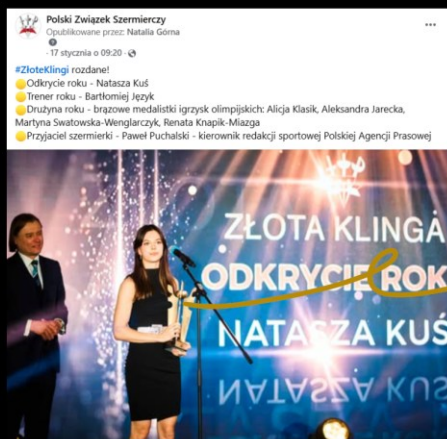 Polski Związek Szermierczy
Opublikowane przez: Natalia Górna
· 17 stycznia o 09:20 ·
#ZłoteKlingi rozdane!
Odkrycie roku - Natasza Kuś
Trener roku - Bartłomiej Język
Drużyna roku - brązowe medalistki igrzysk olimpijskich: Alicja Klasik, Aleksandra Jarecka,
Martyna Swatowska-Wenglarczyk, Renata Knapik-Miazga
Przyjaciel szermierki - Paweł Puchalski - kierownik redakcji sportowej Polskiej Agencji Prasowej
ZŁOTA KLINGA
ODKRYCIE ROK
NATASZA KUŚ